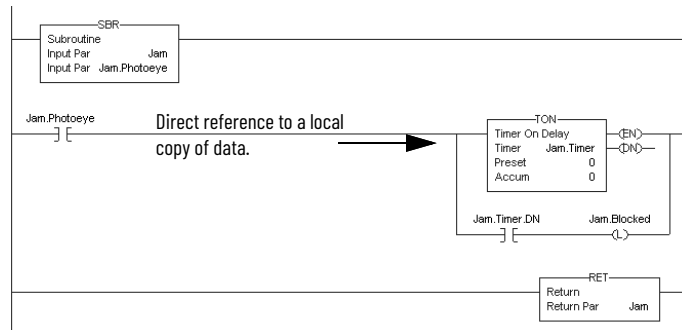 SBR
Subroutine
Input Par Jam
Input Par Jam.Photoeye
Jam.Photoeye
Direct reference to a local
copy of data.
TON
Timer On Delay
Timer Jam.Timer
Preset 0
Accum 0
EN
DN
Jam.Timer.DN
Jam.Blocked
L
RET
Return
Return Par Jam